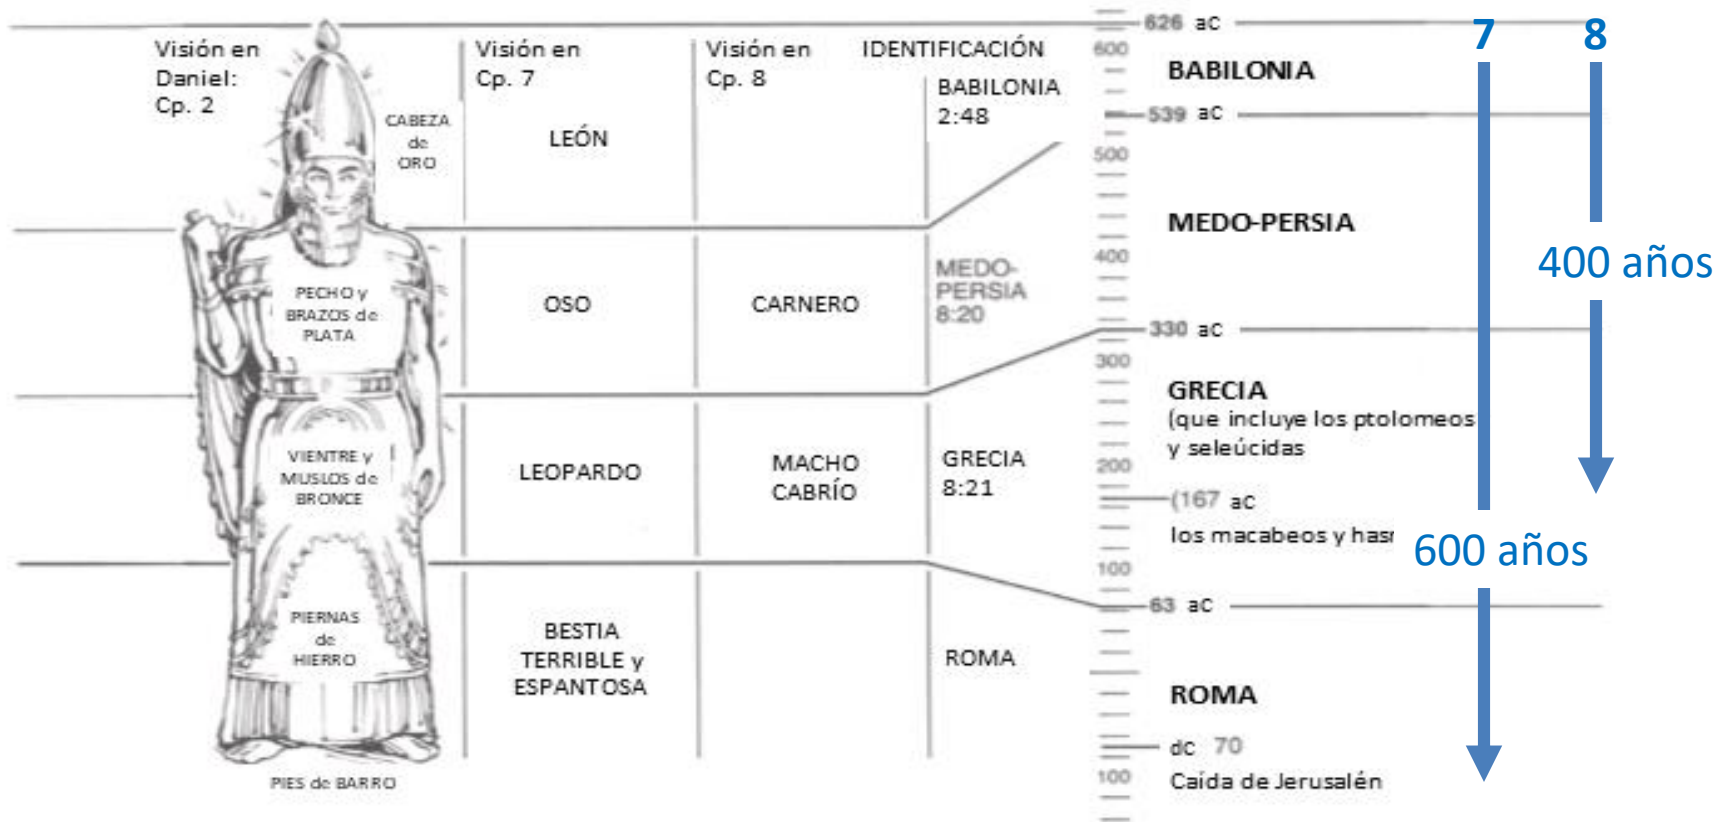 Visión en
Daniel:
Cp. 2
CABEZA
de
ORO
PECHO y
BRAZOS de
PLATA
VIENTRE y
MUSLOS de
BRONCE
PIERNAS
de
HIERRO
PIES de BARRO
Visión en
Cp. 7
LEÓN
OSO
LEOPARDO
BESTIA
TERRIBLE y
ESPANTOSA
Visión en
Cp. 8
CARNERO
MACHO
CABRÍO
IDENTIFICACIÓN
BABILONIA
2:48
MEDO-
PERSIA
8:20
GRECIA
8:21
ROMA
626 aC
600
BABILONIA
539 aC
500
MEDO-PERSIA
400
330 aC
300
GRECIA
(que incluye los ptolomeos
y seleúcidas
200
(167 aC
los macabeos y hasr
100
63 aC
ROMA
dC 70
100
Caída de Jerusalén
7
8
400 años
600 años